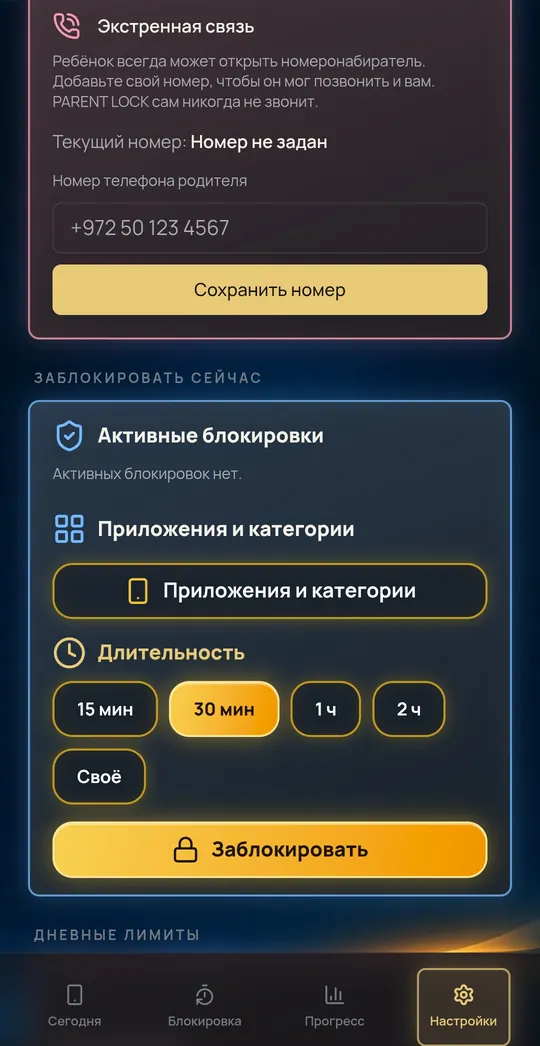 Экстренная связь
Ребёнок всегда может открыть номеронабиратель.
Добавьте свой номер, чтобы он мог позвонить и вам.
PARENT LOCK сам никогда не звонит.
Текущий номер: Номер не задан
Номер телефона родителя
+972 50 123 4567
Сохранить номер
ЗАБЛОКИРОВАТЬ СЕЙЧАС
Активные блокировки
Активных блокировок нет.
Приложения и категории
Приложения и категории
Длительность
15 мин 30 мин 1 ч 2 ч
Своё
Заблокировать
ДНЕВНЫЕ ЛИМИТЫ
Сегодня Блокировка Прогресс Настройки